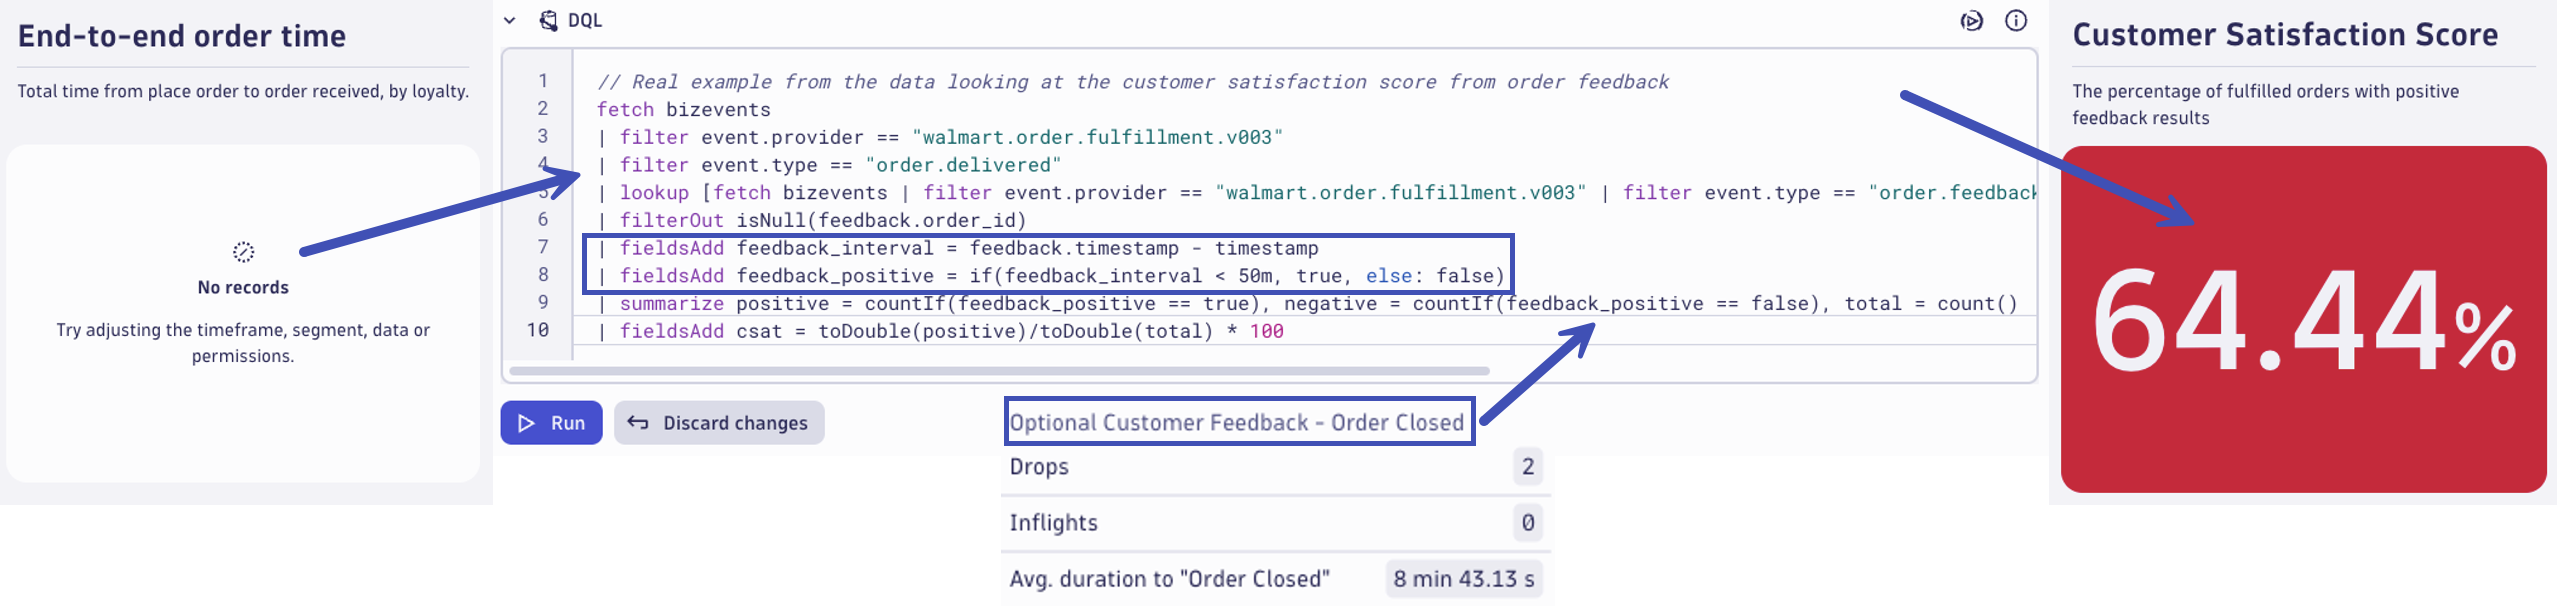 End-to-end order time
Total time from place order to order received, by loyalty.
No records
Try adjusting the timeframe, segment, data or
permissions.
DQL
1 // Real example from the data looking at the customer satisfaction score from order feedback
2 fetch bizevents
3 | filter event.provider == "walmart.order.fulfillment.v003"
4 | filter event.type == "order.delivered"
5 | lookup [fetch bizevents | filter event.provider == "walmart.order.fulfillment.v003" | filter event.type == "order.feedback
6 | filterOut isNull(feedback.order_id)
7 | fieldsAdd feedback_interval = feedback.timestamp - timestamp
8 | fieldsAdd feedback_positive = if(feedback_interval < 50m, true, else: false)
9 | summarize positive = countIf(feedback_positive == true), negative = countIf(feedback_positive == false), total = count()
10 | fieldsAdd csat = toDouble(positive)/toDouble(total) * 100
Run
Discard changes
Optional Customer Feedback - Order Closed
Drops 2
Inflights 0
Avg. duration to "Order Closed" 8 min 43.13 s
Customer Satisfaction Score
The percentage of fulfilled orders with positive
feedback results
64.44%